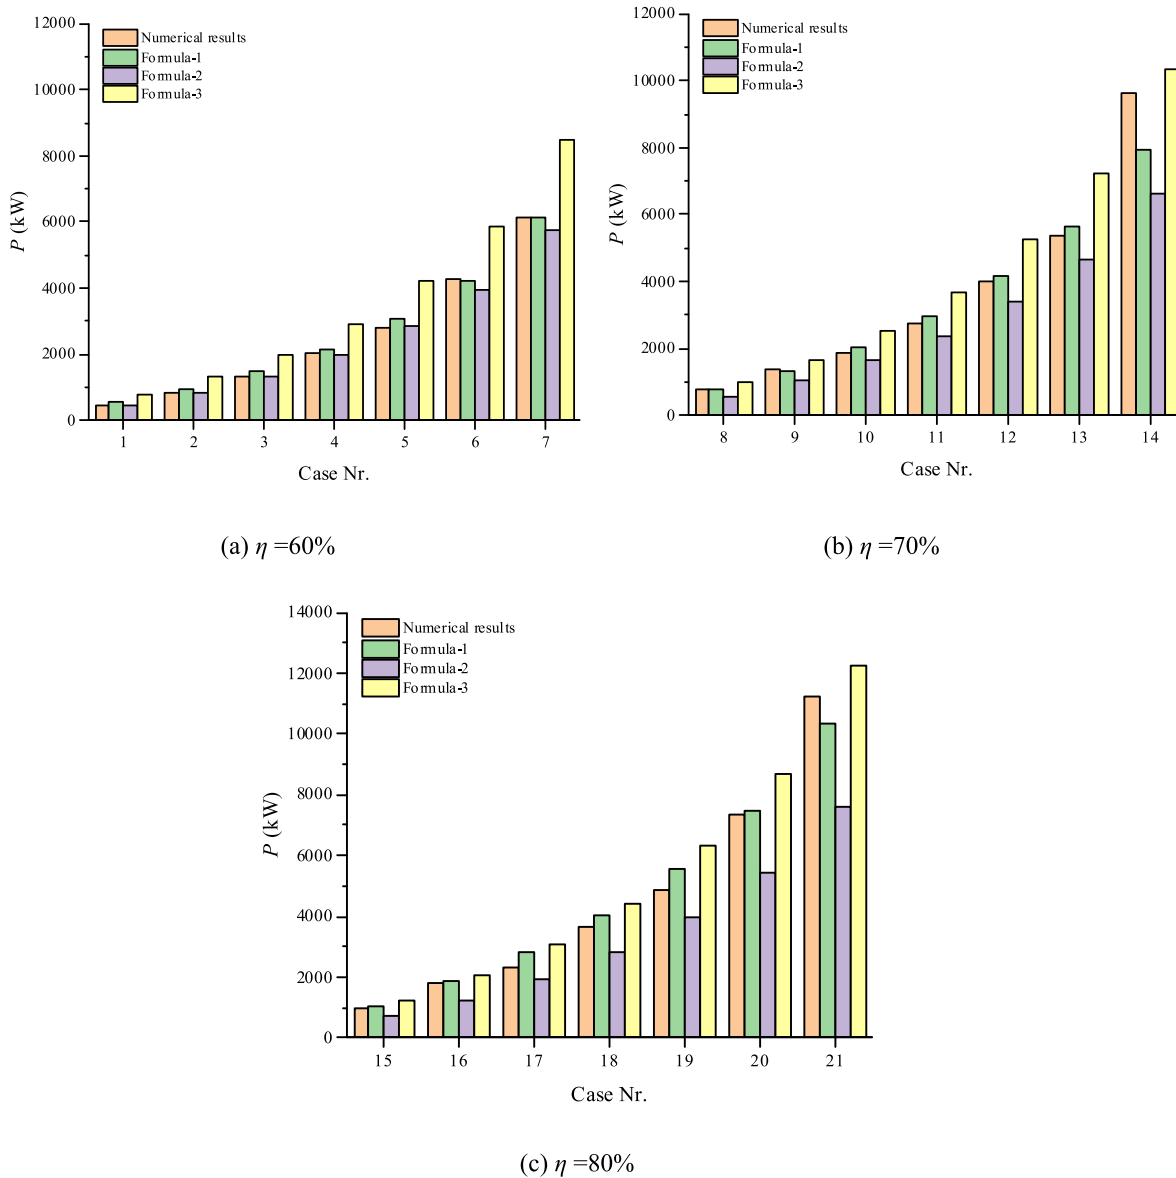 12000
10000
8000
6000
4000
2000
0
P (kW)
Numerical results
Formula-1
Formula-2
Formula-3
1 2 3 4 5 6 7
Case Nr.
(a) η =60%
12000
10000
8000
6000
4000
2000
0
P (kW)
Numerical results
Formula-1
Formula-2
Formula-3
8 9 10 11 12 13 14
Case Nr.
(b) η =70%
14000
12000
10000
8000
6000
4000
2000
0
P (kW)
Numerical results
Formula-1
Formula-2
Formula-3
15 16 17 18 19 20 21
Case Nr.
(c) η =80%